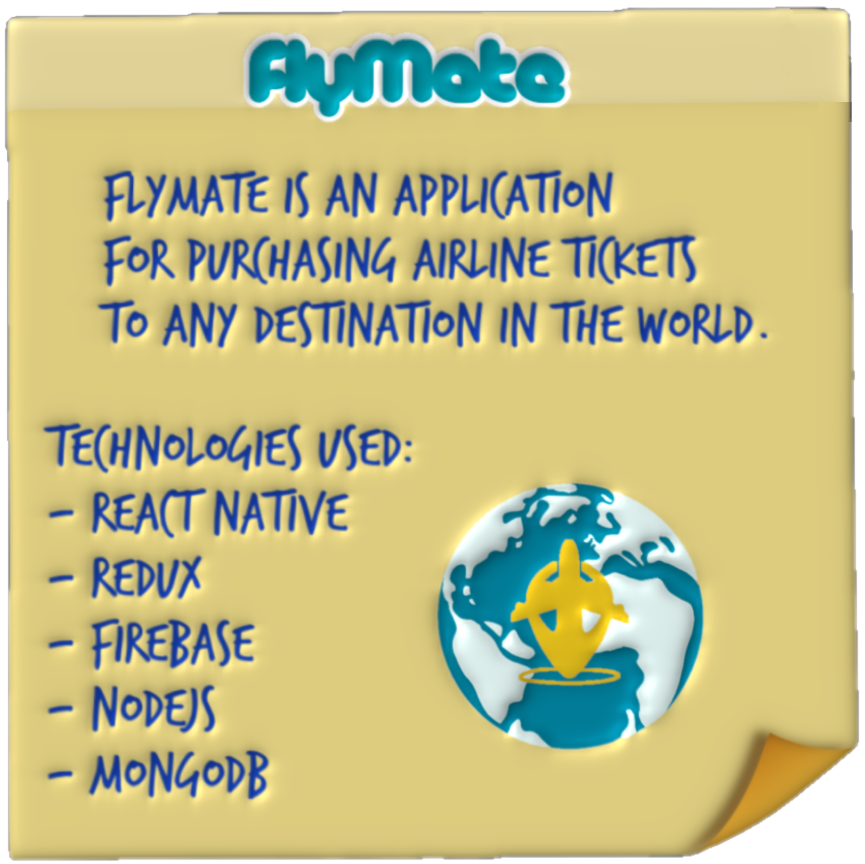 FlyMate
FLYMATE IS AN APPLICATION
FOR PURCHASING AIRLINE TICKETS
TO ANY DESTINATION IN THE WORLD.
TECHNOLOGIES USED:
- REACT NATIVE
- REDUX
- FIREBASE
- NODEJS
- MONGODB